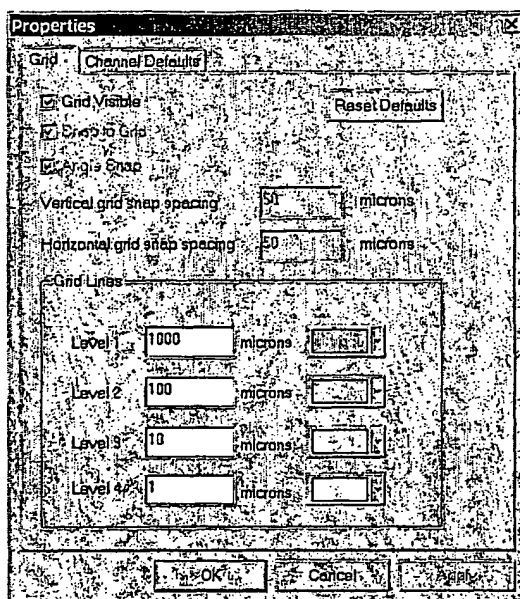 Properties
Grid Channel Defaults
Grid Visible
Reset Defaults
Snap to Grid
Angle Snap
Vertical grid snap spacing 50 microns
Horizontal grid snap spacing 50 microns
Grid Lines
Level 1 1000 microns
Level 2 100 microns
Level 3 10 microns
Level 4 1 microns
OK Cancel Apply